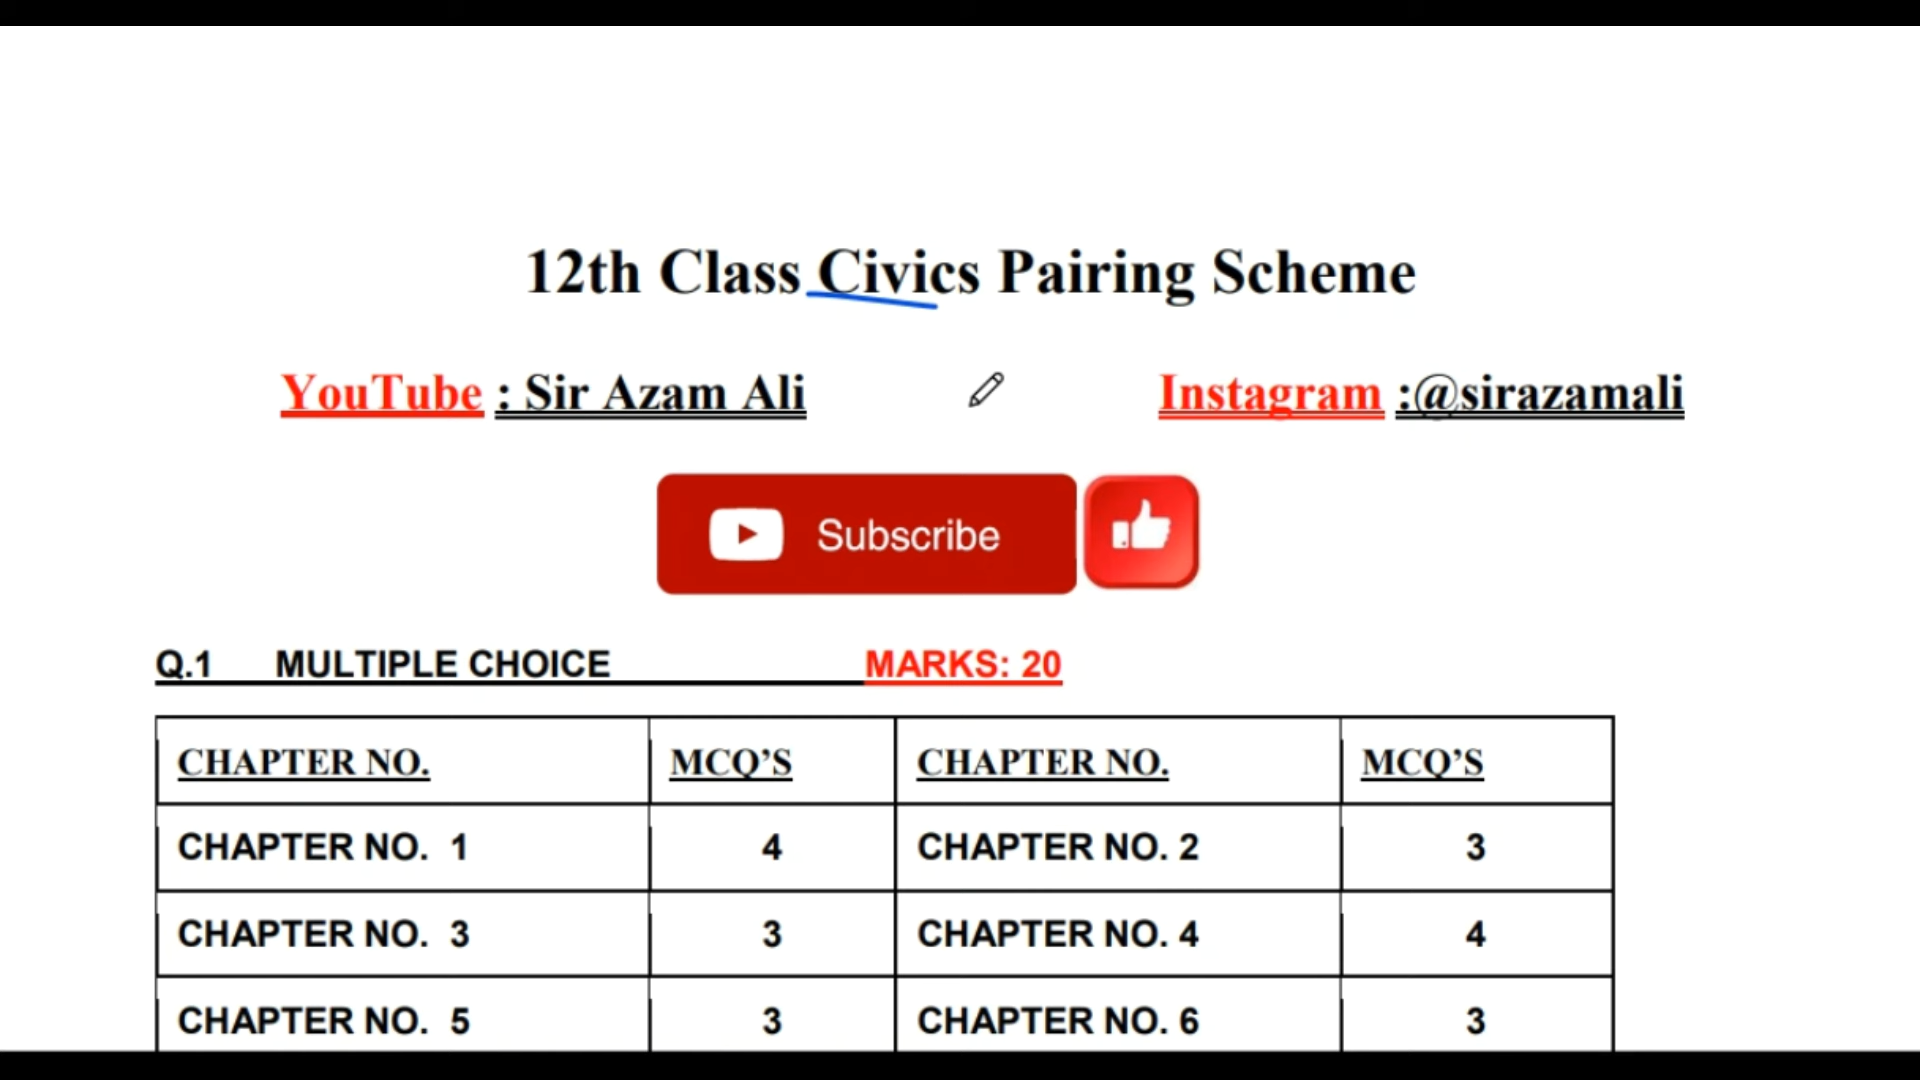 12th Class Civics Pairing Scheme
YouTube : Sir Azam Ali Instagram :@sirazamali
Subscribe
Q.1 MULTIPLE CHOICE MARKS: 20
CHAPTER NO. MCQ’S CHAPTER NO. MCQ’S
CHAPTER NO. 1 4 CHAPTER NO. 2 3
CHAPTER NO. 3 3 CHAPTER NO. 4 4
CHAPTER NO. 5 3 CHAPTER NO. 6 3